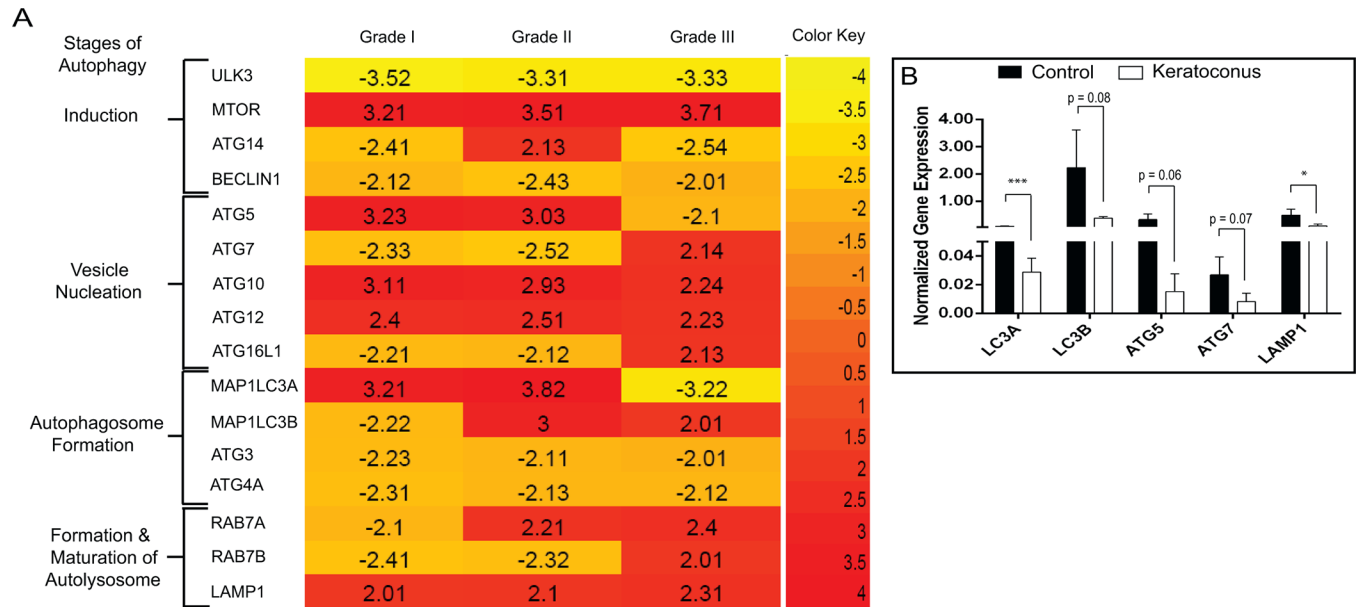 A
Stages of
Autophagy
Grade I Grade II Grade III Color Key
Induction
ULK3 -3.52 -3.31 -3.33
MTOR 3.21 3.51 3.71
ATG14 -2.41 2.13 -2.54
BECLIN1 -2.12 -2.43 -2.01
Vesicle
Nucleation
ATG5 3.23 3.03 -2.1
ATG7 -2.33 -2.52 2.14
ATG10 3.11 2.93 2.24
ATG12 2.4 2.51 2.23
ATG16L1 -2.21 -2.12 2.13
Autophagosome
Formation
MAP1LC3A 3.21 3.82 -3.22
MAP1LC3B -2.22 3 2.01
ATG3 -2.23 -2.11 -2.01
ATG4A -2.31 -2.13 -2.12
Formation &
Maturation of
Autolysosome
RAB7A -2.1 2.21 2.4
RAB7B -2.41 -2.32 2.01
LAMP1 2.01 2.1 2.31
-4
-3.5
-3
-2.5
-2
-1.5
-1
-0.5
0
0.5
1
1.5
2
2.5
3
3.5
4
B
Control Keratoconus
Normalized Gene Expression
4.00
3.00
2.00
1.00
0.04
0.02
0.00
***
p = 0.08
p = 0.06
p = 0.07
*
LC3A LC3B ATG5 ATG7 LAMP1